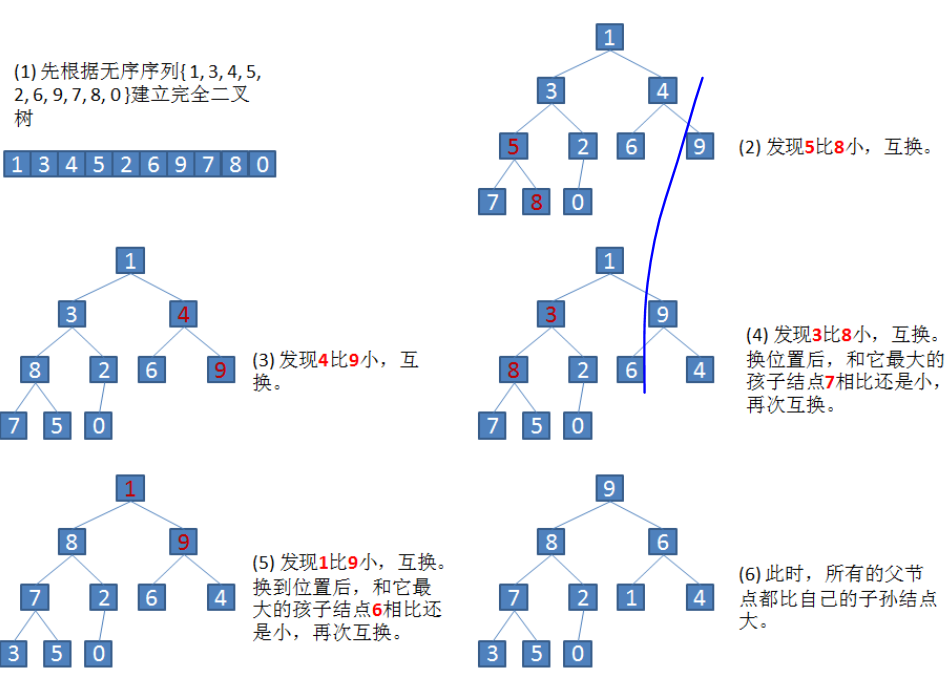 (1) 先根据无序序列{ 1, 3, 4, 5,
2, 6, 9, 7, 8, 0 }建立完全二叉
树
1 3 4 5 2 6 9 7 8 0
1
3 4
5 2 6 9
7 8 0
(2) 发现5比8小，互换。
1
3 4
8 2 6 9
7 5 0
(3) 发现4比9小，互
换。
1
3 9
8 2 6 4
7 5 0
(4) 发现3比8小，互换。
换位置后，和它最大的
孩子结点7相比还是小，
再次互换。
1
8 9
7 2 6 4
3 5 0
(5) 发现1比9小，互换。
换到位置后，和它最
大的孩子结点6相比还
是小，再次互换。
9
8 6
7 2 1 4
3 5 0
(6) 此时，所有的父节
点都比自己的子孙结点
大。